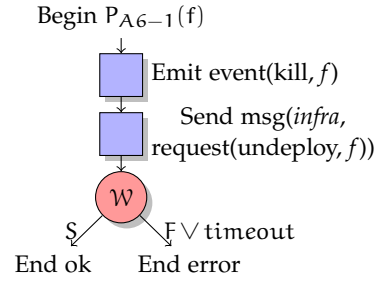 Begin P_{A6−1}(f)
Emit event(kill, f)
Send msg(infra,
request(undeploy, f))
W
S F ∨ timeout
End ok End error